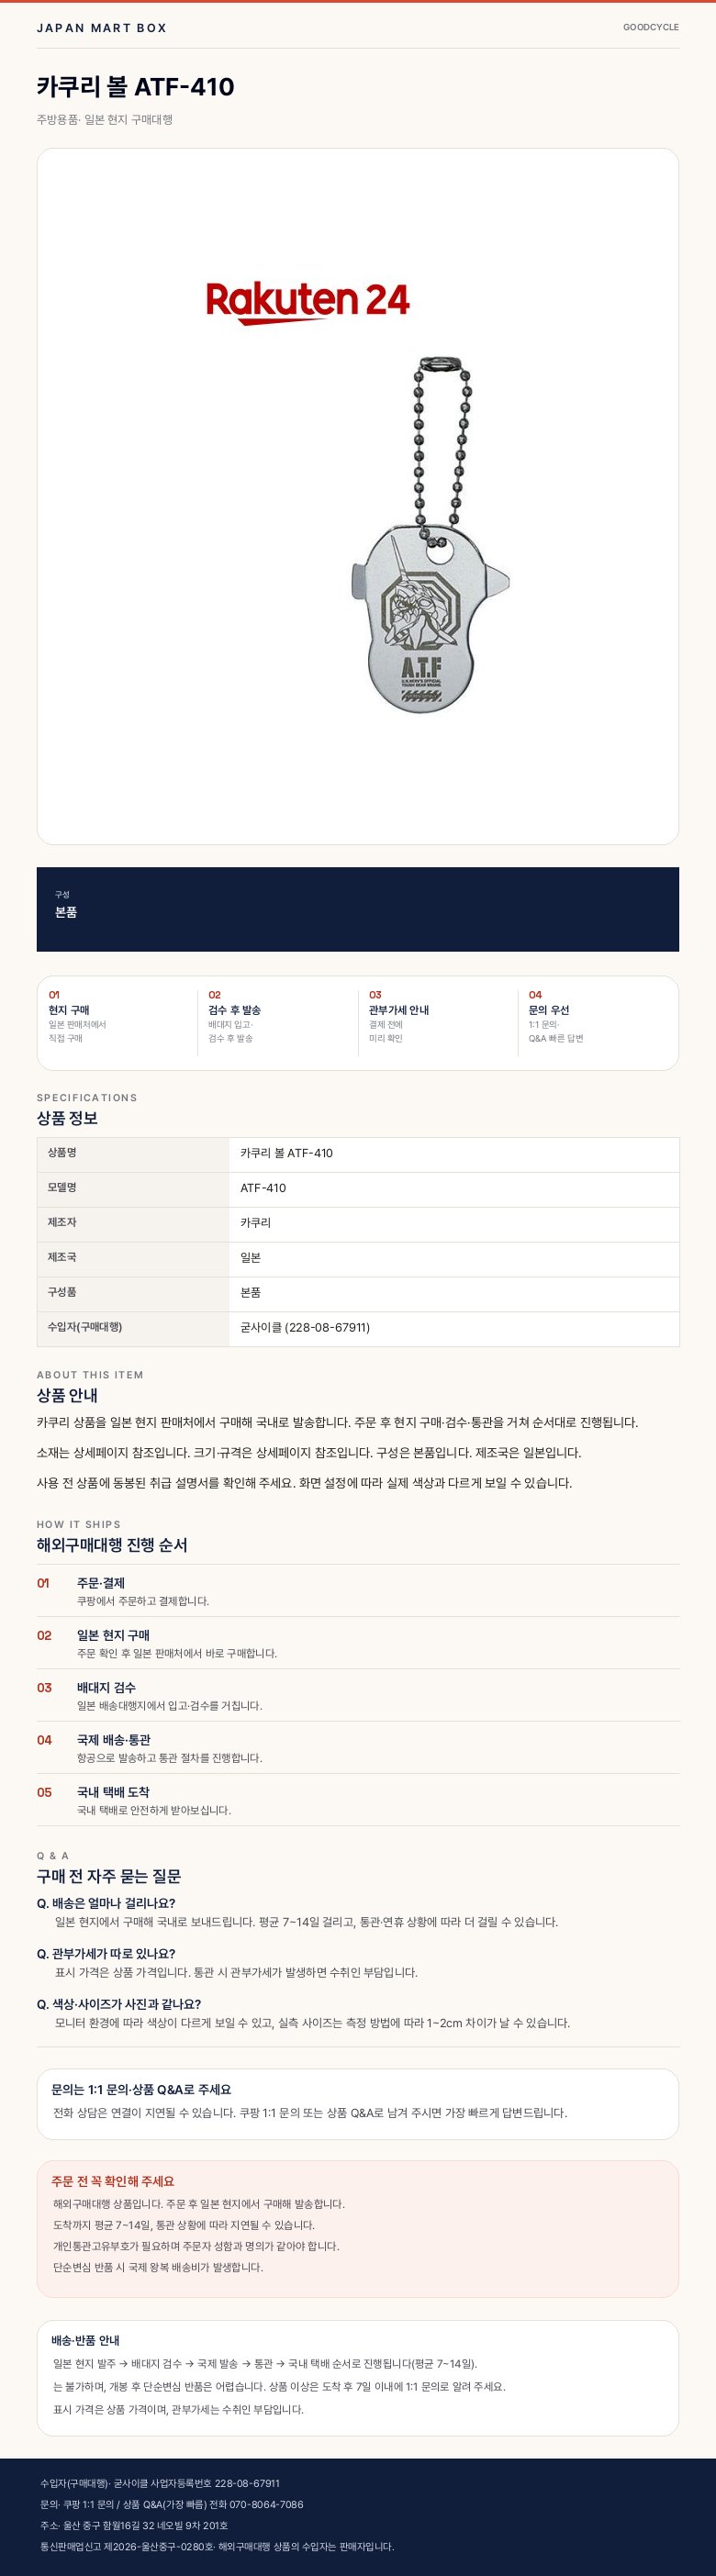 JAPAN MART BOX
GOODCYCLE
카쿠리 볼 ATF-410
주방용품· 일본 현지 구매대행
Rakuten 24
A.T.F
구성
본품
01
현지 구매
일본 판매처에서
직접 구매
02
검수 후 발송
배대지 입고·
검수 후 발송
03
관부가세 안내
결제 전에
미리 확인
04
문의 우선
1:1 문의·
Q&A 빠른 답변
SPECIFICATIONS
상품 정보
상품명 카쿠리 볼 ATF-410
모델명 ATF-410
제조자 카쿠리
제조국 일본
구성품 본품
수입자(구매대행) 굳사이클 (228-08-67911)
ABOUT THIS ITEM
상품 안내
카쿠리 상품을 일본 현지 판매처에서 구매해 국내로 발송합니다. 주문 후 현지 구매·검수·통관을 거쳐 순서대로 진행됩니다.
소재는 상세페이지 참조입니다. 크기·규격은 상세페이지 참조입니다. 구성은 본품입니다. 제조국은 일본입니다.
사용 전 상품에 동봉된 취급 설명서를 확인해 주세요. 화면 설정에 따라 실제 색상과 다르게 보일 수 있습니다.
HOW IT SHIPS
해외구매대행 진행 순서
01 주문·결제
쿠팡에서 주문하고 결제합니다.
02 일본 현지 구매
주문 확인 후 일본 판매처에서 바로 구매합니다.
03 배대지 검수
일본 배송대행지에서 입고·검수를 거칩니다.
04 국제 배송·통관
항공으로 발송하고 통관 절차를 진행합니다.
05 국내 택배 도착
국내 택배로 안전하게 받아보십니다.
Q & A
구매 전 자주 묻는 질문
Q. 배송은 얼마나 걸리나요?
일본 현지에서 구매해 국내로 보내드립니다. 평균 7~14일 걸리고, 통관·연휴 상황에 따라 더 걸릴 수 있습니다.
Q. 관부가세가 따로 있나요?
표시 가격은 상품 가격입니다. 통관 시 관부가세가 발생하면 수취인 부담입니다.
Q. 색상·사이즈가 사진과 같나요?
모니터 환경에 따라 색상이 다르게 보일 수 있고, 실측 사이즈는 측정 방법에 따라 1~2cm 차이가 날 수 있습니다.
문의는 1:1 문의·상품 Q&A로 주세요
전화 상담은 연결이 지연될 수 있습니다. 쿠팡 1:1 문의 또는 상품 Q&A로 남겨 주시면 가장 빠르게 답변드립니다.
주문 전 꼭 확인해 주세요
해외구매대행 상품입니다. 주문 후 일본 현지에서 구매해 발송합니다.
도착까지 평균 7~14일, 통관 상황에 따라 지연될 수 있습니다.
개인통관고유부호가 필요하며 주문자 성함과 명의가 같아야 합니다.
단순변심 반품 시 국제 왕복 배송비가 발생합니다.
배송·반품 안내
일본 현지 발주 → 배대지 검수 → 국제 발송 → 통관 → 국내 택배 순서로 진행됩니다(평균 7~14일).
는 불가하며, 개봉 후 단순변심 반품은 어렵습니다. 상품 이상은 도착 후 7일 이내에 1:1 문의로 알려 주세요.
표시 가격은 상품 가격이며, 관부가세는 수취인 부담입니다.
수입자(구매대행)· 굳사이클 사업자등록번호 228-08-67911
문의· 쿠팡 1:1 문의 / 상품 Q&A(가장 빠름) 전화 070-8064-7086
주소· 울산 중구 함월16길 32 네오빌 9차 201호
통신판매업신고 제2026-울산중구-0280호· 해외구매대행 상품의 수입자는 판매자입니다.